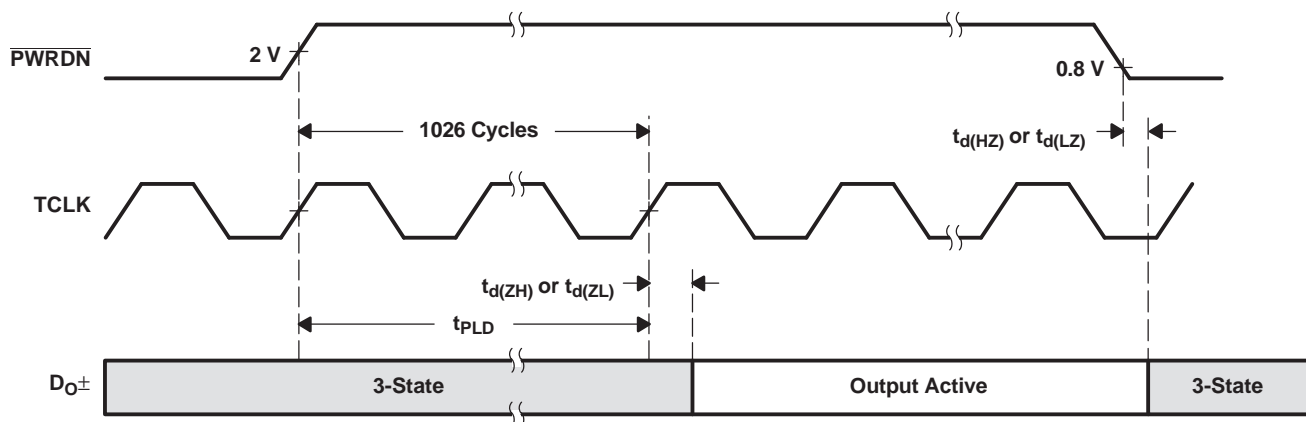 PWRDN
2 V
0.8 V
1026 Cycles
td(HZ) or td(LZ)
TCLK
td(ZH) or td(ZL)
tPLD
DO±
3-State
Output Active
3-State